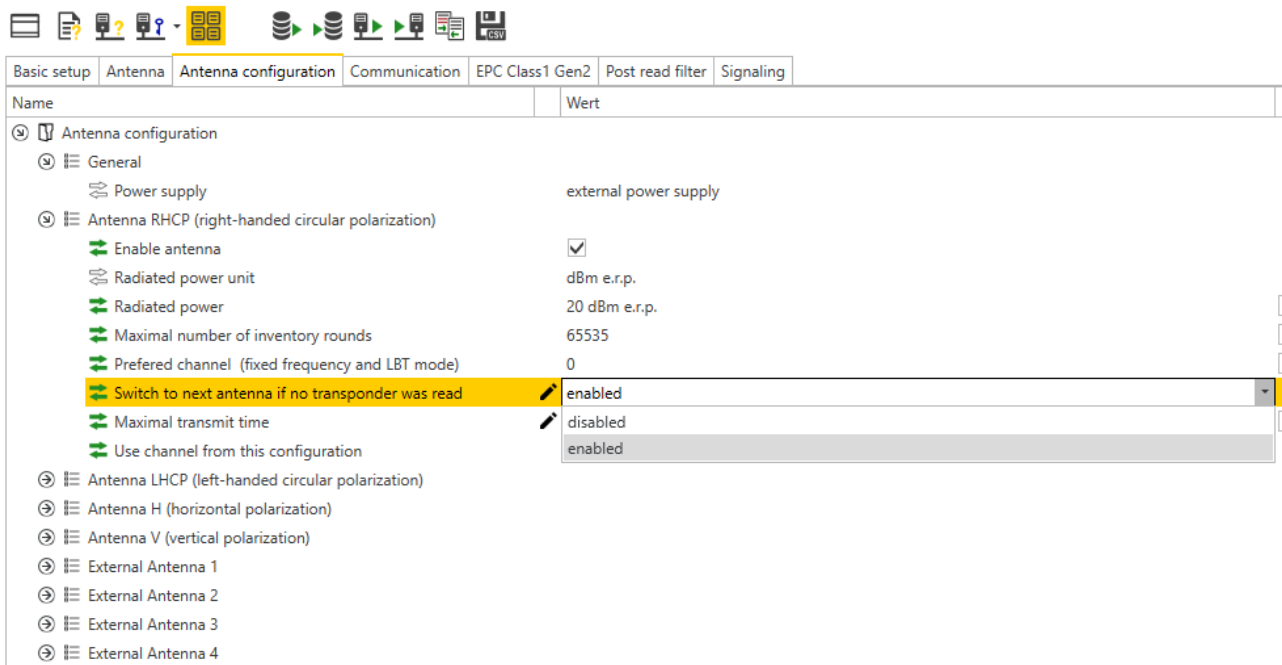 CSV
Basic setup Antenna Antenna configuration Communication EPC Class1 Gen2 Post read filter Signaling
Name Wert
Antenna configuration
General
Power supply external power supply
Antenna RHCP (right-handed circular polarization)
Enable antenna
Radiated power unit dBm e.r.p.
Radiated power 20 dBm e.r.p.
Maximal number of inventory rounds 65535
Prefered channel (fixed frequency and LBT mode) 0
Switch to next antenna if no transponder was read enabled
Maximal transmit time disabled
Use channel from this configuration enabled
Antenna LHCP (left-handed circular polarization)
Antenna H (horizontal polarization)
Antenna V (vertical polarization)
External Antenna 1
External Antenna 2
External Antenna 3
External Antenna 4